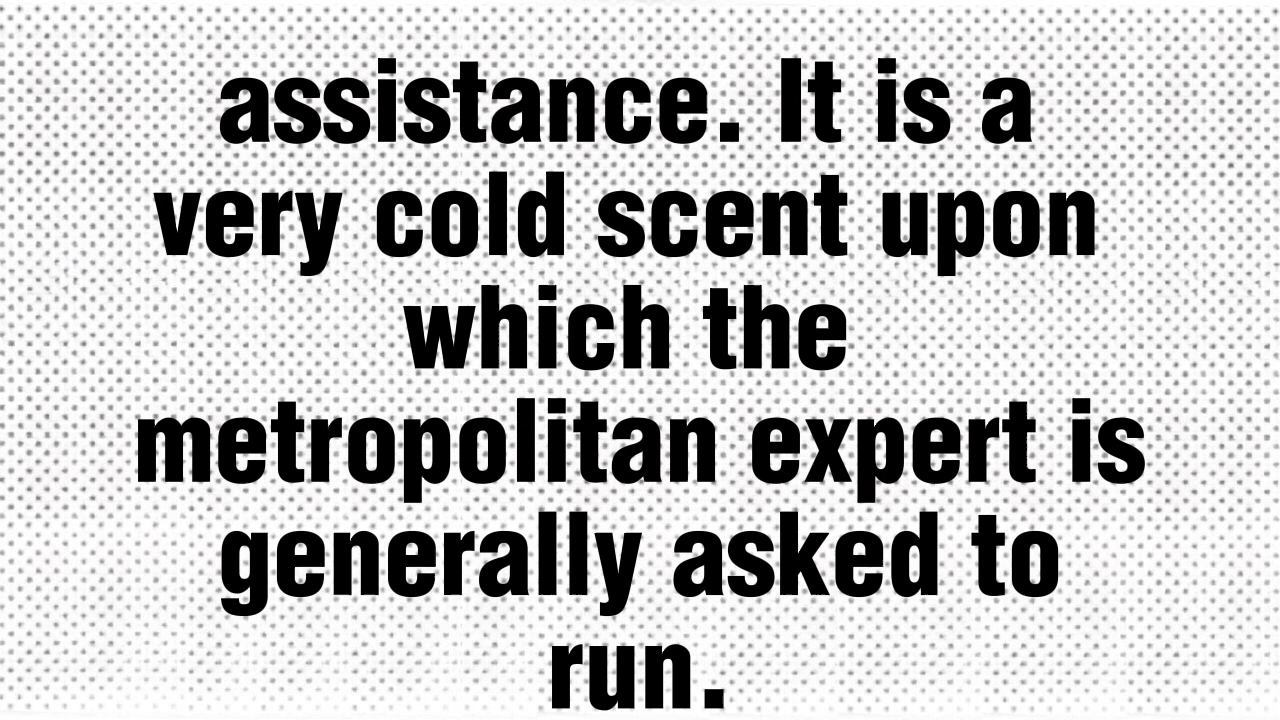 assistance. It is a
very cold scent upon
which the
metropolitan expert is
generally asked to
run.